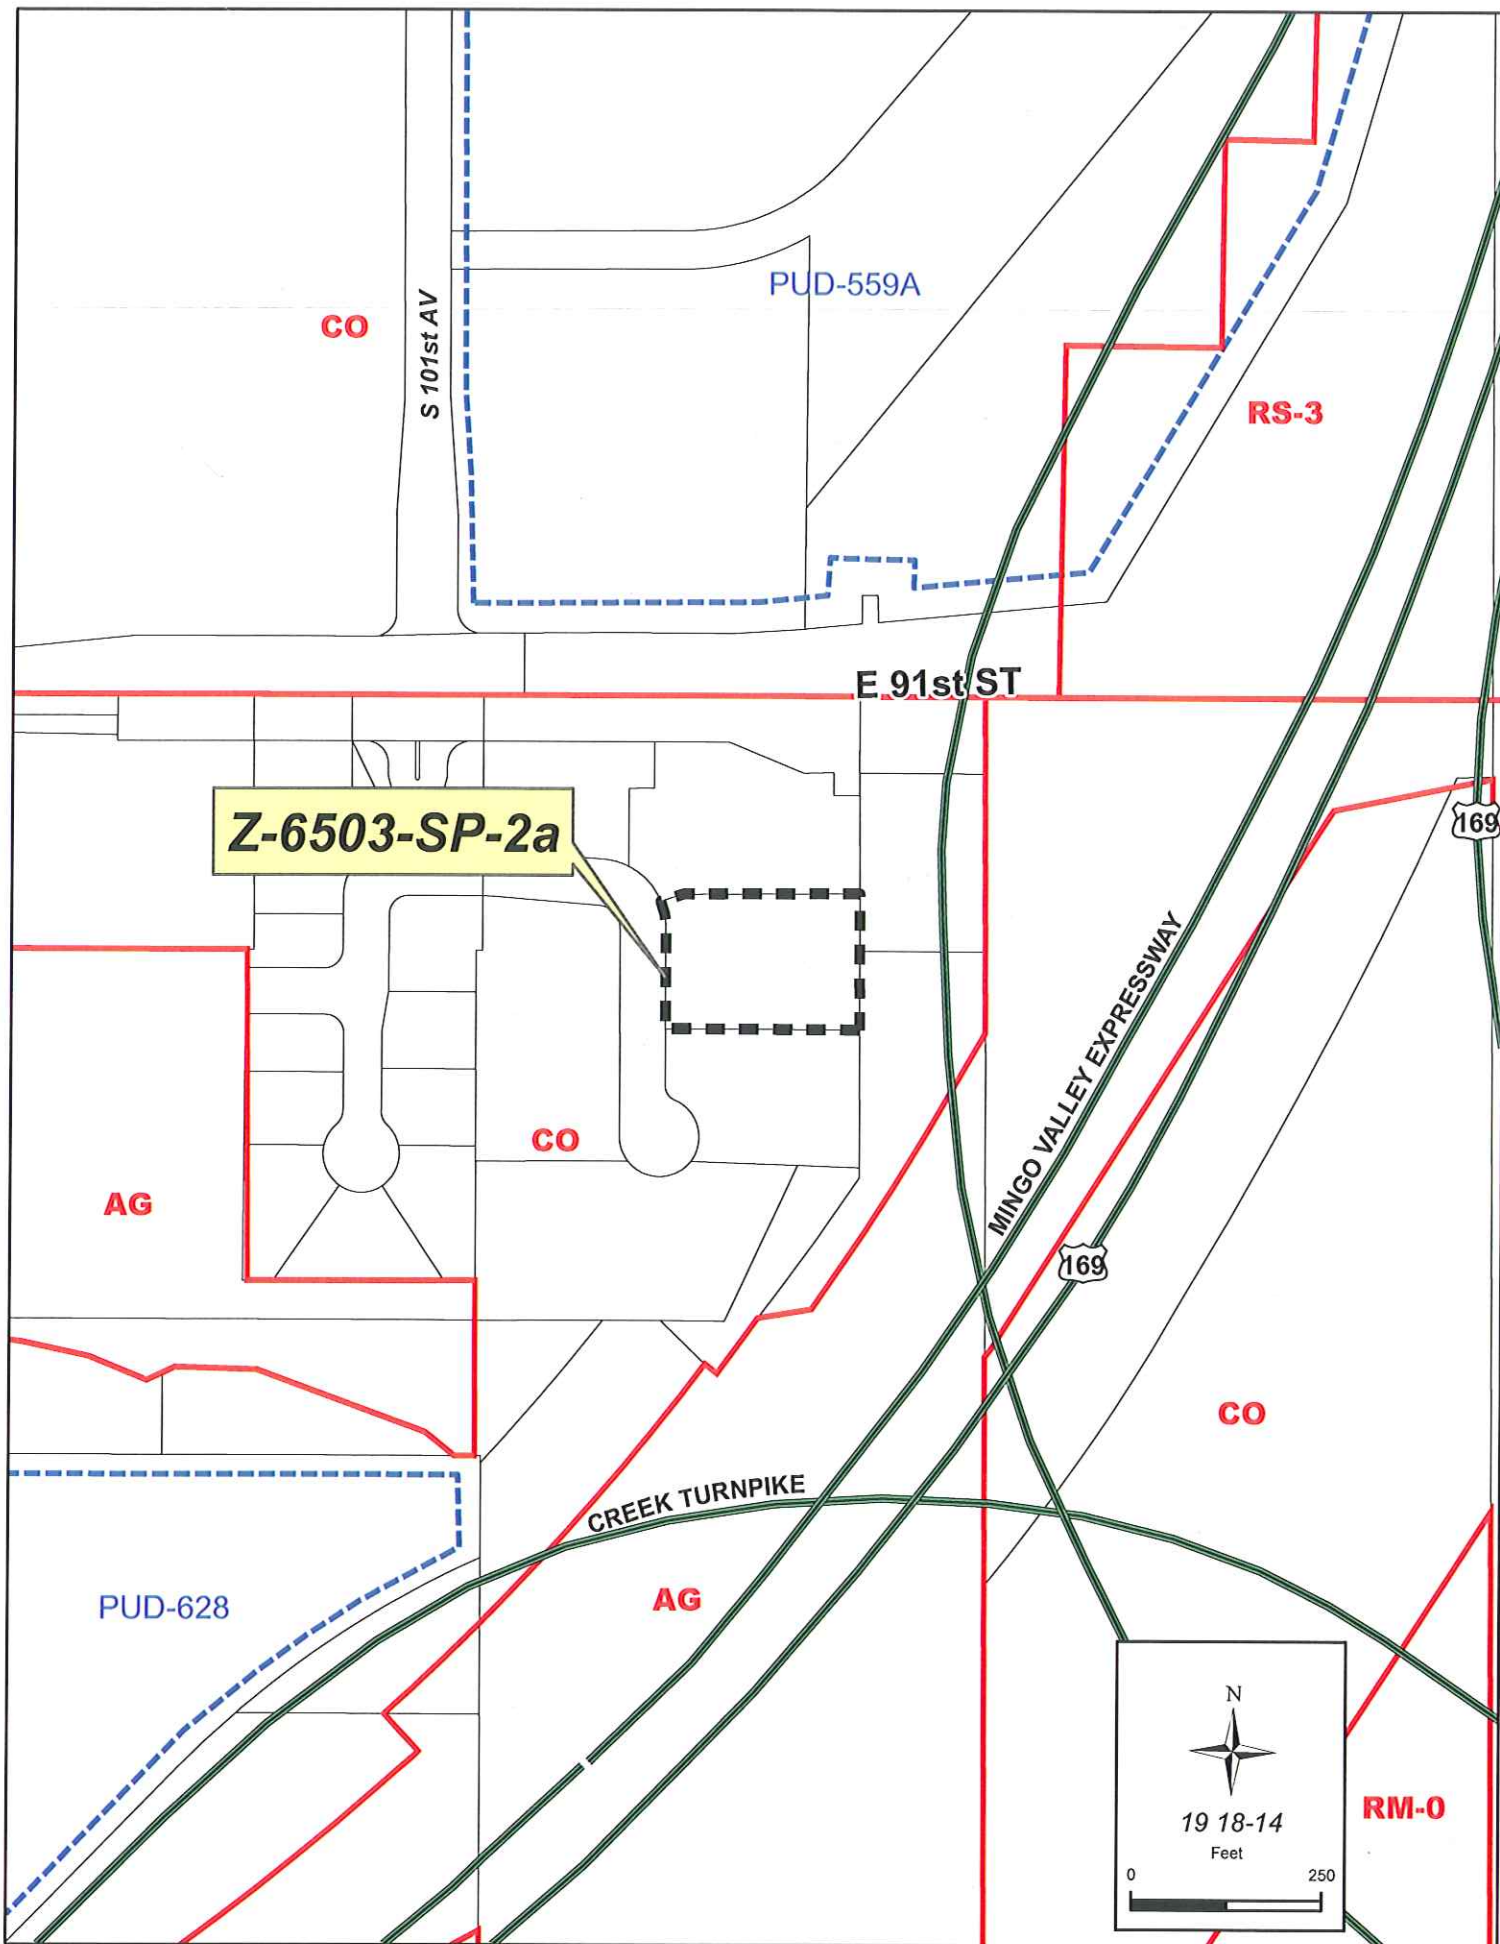 PUD-559A
CO
S 101st AV
RS-3
E 91st ST
Z-6503-SP-2a
169
MINGO VALLEY EXPRESSWAY
CO
AG
169
CO
CREEK TURNPIKE
AG
PUD-628
N
19 18-14
Feet
0 250
RM-0